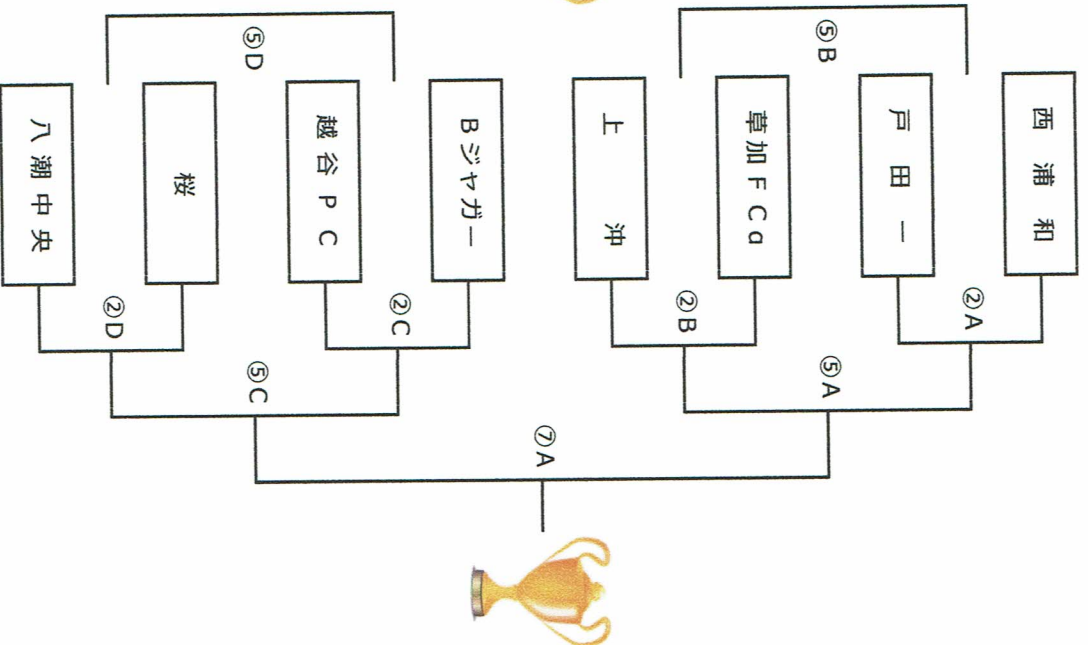 ⑤B
⑤D
西浦和
戸田一
草加FCα
上沖
Bジャガー
越谷PC
桜
八潮中央
②A
②B
②C
②D
⑤A
⑤C
⑦A